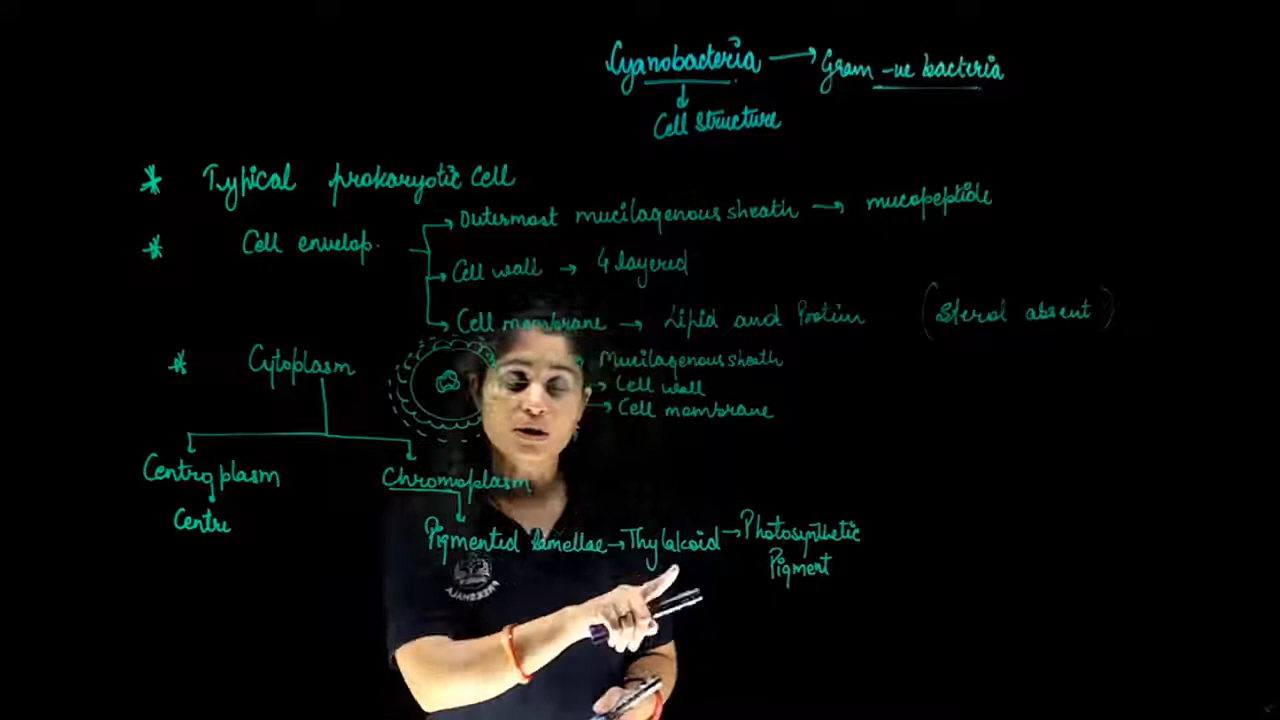 Cyanobacteria → Gram -ve bacteria
Cell structure
* Typical prokaryotic cell
* Cell envelop.
Outermost mucilagenous sheath → mucopeptide
Cell wall → 4 layered
Cell membrane → Lipid and Protein (Sterol absent)
* Cytoplasm
Mucilagenous sheath
→ Cell wall
→ Cell membrane
Centroplasm
Centre
Chromoplasm
Pigmented lamellae → Thylakoid → Photosynthetic
Pigment